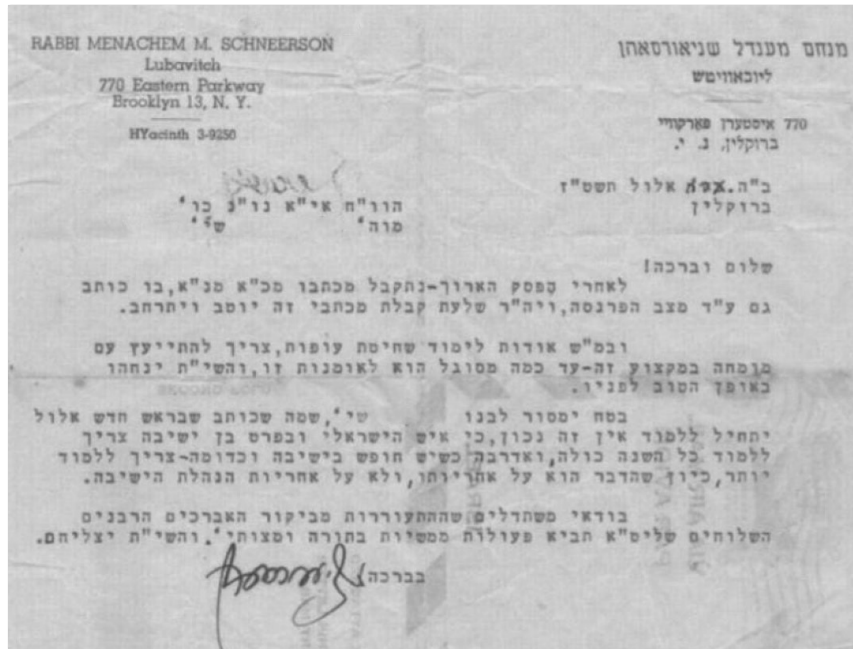 RABBI MENACHEM M. SCHNEERSON
Lubavitch
770 Eastern Parkway
Brooklyn 13, N. Y.
HYacinth 3-9250
מנחם מענדל שניאורסאהן
ליובאוויטש
770 איסטערן פארקוויי
ברוקלין, נ. י.
ב"ה. אלול תשט"ז
ברוקלין
הוו"ח אי"א נו"נ כו'
מוה' שי'
שלום וברכה!
לאחרי הפסק הארוך-נתקבל מכתבו מכ"א מנ"א,בו כותב
גם ע"ד מצב הפרנסה,ויה"ר שלעת קבלת מכתבי זה יוטב ויתרחב.
ובמ"ש אודות לימוד שחיטת עופות,צריך להתייעץ עם
מומחה במקצוע זה-עד כמה מסוגל הוא לאומנות זו,והשי"ת ינחהו
באופן הטוב לפניו.
בטח ימסור לבנו שי',שמה שכותב שבראש חדש אלול
יתחיל ללמוד אין זה נכון,כי איש הישראלי ובפרט בן ישיבה צריך
ללמוד כל השנה כולה,ואדרבה כשיש חופש בישיבה וכדומה-צריך ללמוד
יותר,כיון שהדבר הוא על אחריותו,ולא על אחריות הנהלת הישיבה.
בודאי משתדלים שההתעוררות מביקור האברכים הרבנים
השלוחים שליט"א תביא פעולות ממשיות בתורה ומצותי',והשי"ת יצליחם.
בברכה